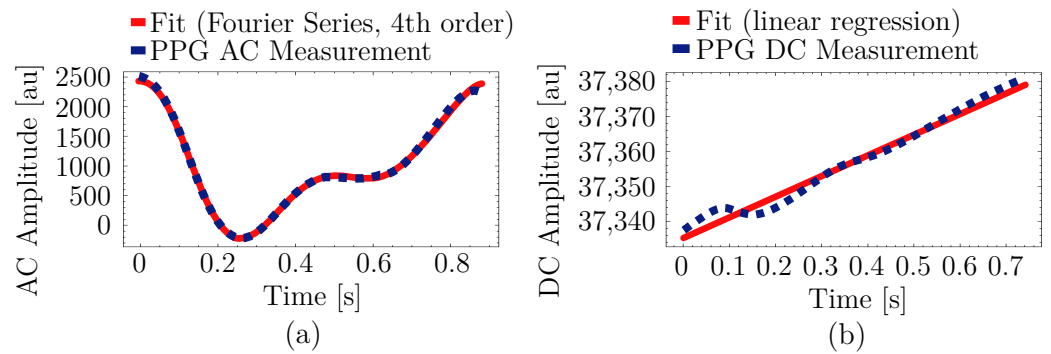 Fit (Fourier Series, 4th order)
PPG AC Measurement
AC Amplitude [au]
2500
2000
1500
1000
500
0
0 0.2 0.4 0.6 0.8
Time [s]
(a)
Fit (linear regression)
PPG DC Measurement
DC Amplitude [au]
37,380
37,370
37,360
37,350
37,340
0 0.1 0.2 0.3 0.4 0.5 0.6 0.7
Time [s]
(b)